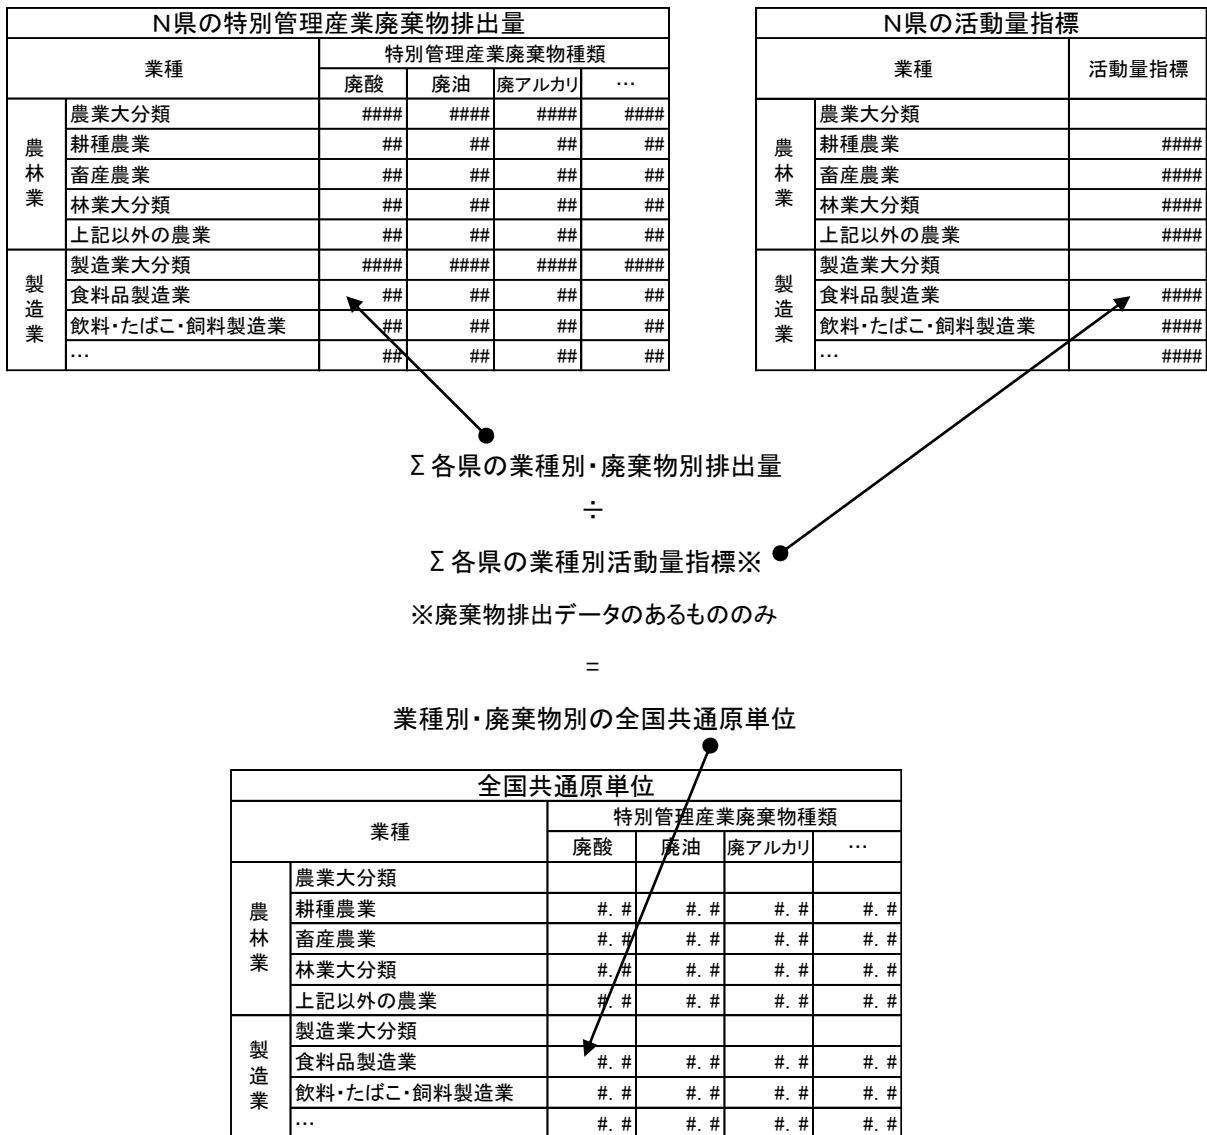 N県の特別管理産業廃棄物排出量
業種 特別管理産業廃棄物種類
廃酸 廃油 廃アルカリ …
農林業
農業大分類 #### #### #### ####
耕種農業 ## ## ## ##
畜産農業 ## ## ## ##
林業大分類 ## ## ## ##
上記以外の農業 ## ## ## ##
製造業
製造業大分類 #### #### #### ####
食料品製造業 ## ## ## ##
飲料・たばこ・飼料製造業 ## ## ## ##
… ## ## ## ##
N県の活動量指標
業種 活動量指標
農林業
農業大分類
耕種農業 ####
畜産農業 ####
林業大分類 ####
上記以外の農業 ####
製造業
製造業大分類
食料品製造業 ####
飲料・たばこ・飼料製造業 ####
… ####
Σ各県の業種別・廃棄物別排出量
÷
Σ各県の業種別活動量指標※
※廃棄物排出データのあるもののみ
=
業種別・廃棄物別の全国共通原単位
全国共通原単位
業種 特別管理産業廃棄物種類
廃酸 廃油 廃アルカリ …
農林業
農業大分類
耕種農業 #. # #. # #. # #. #
畜産農業 #. # #. # #. # #. #
林業大分類 #. # #. # #. # #. #
上記以外の農業 #. # #. # #. # #. #
製造業
製造業大分類
食料品製造業 #. # #. # #. # #. #
飲料・たばこ・飼料製造業 #. # #. # #. # #. #
… #. # #. # #. # #. #